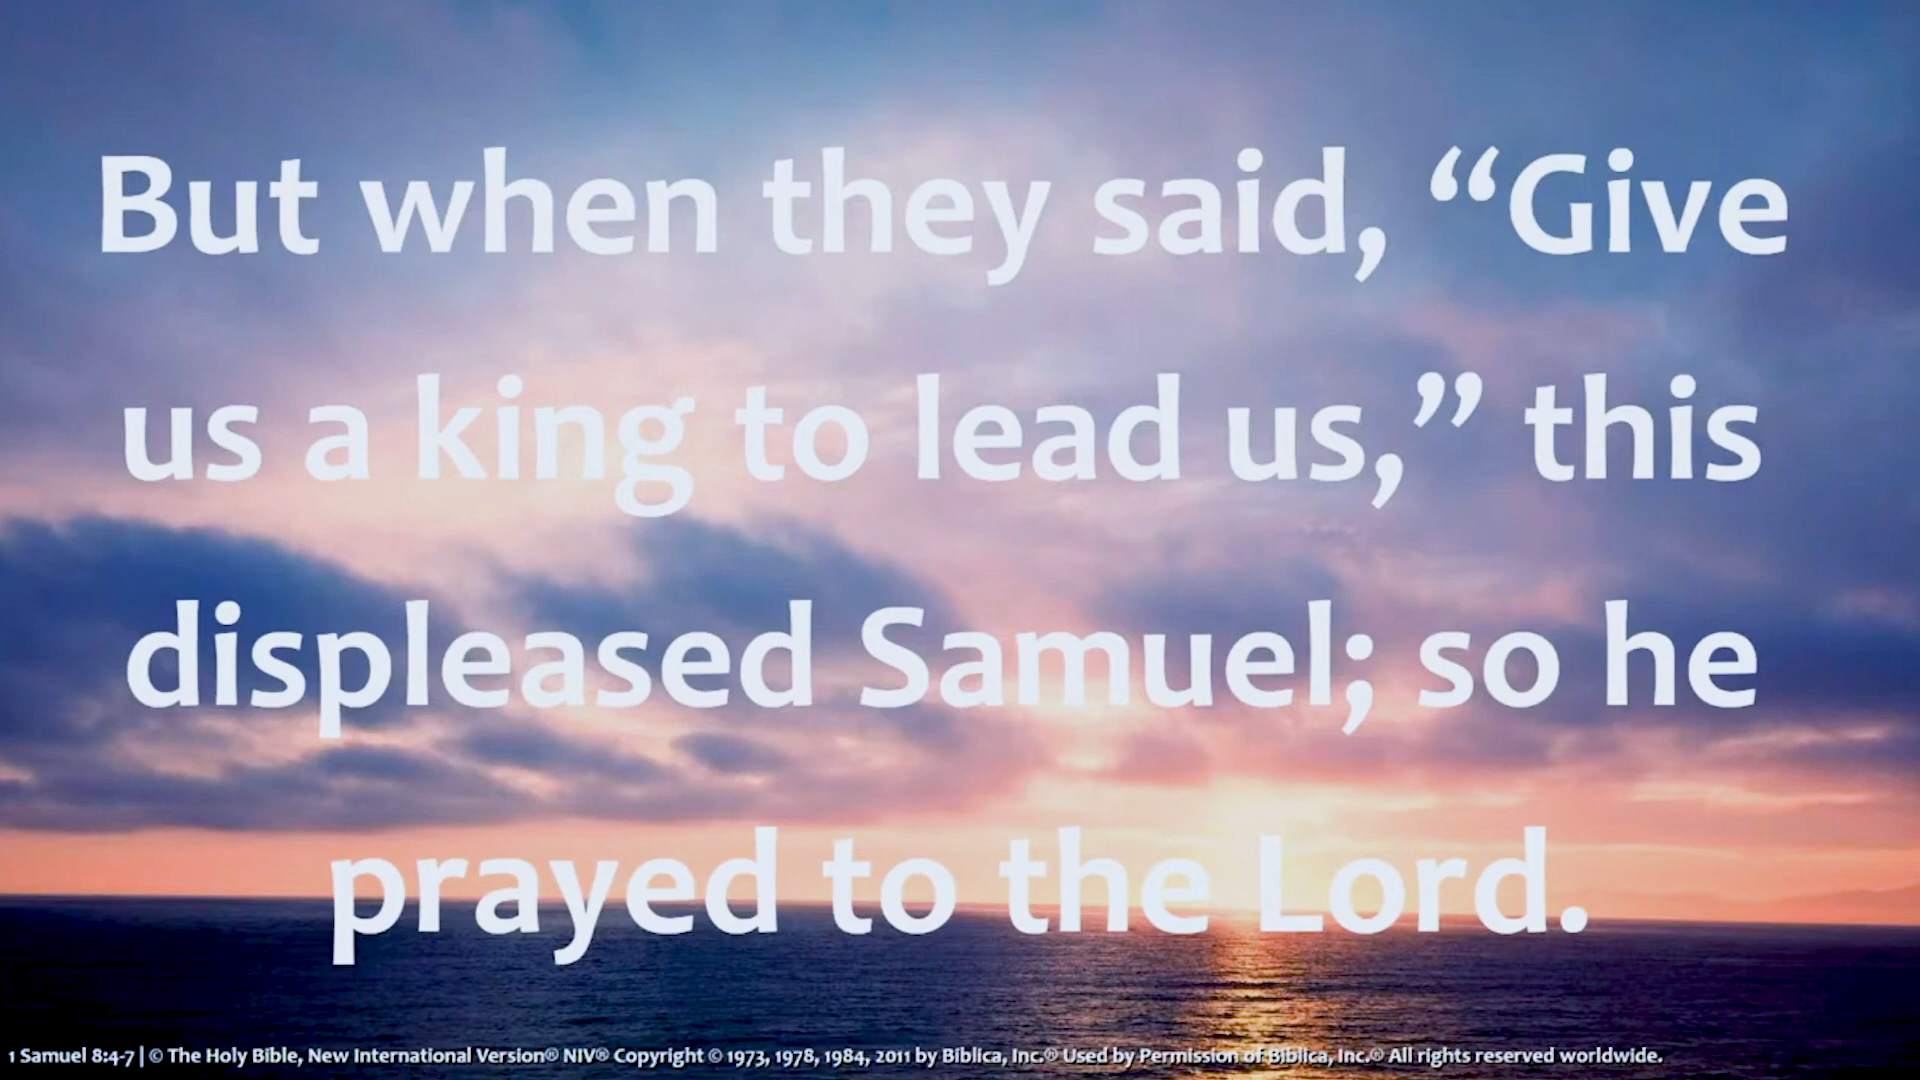 But when they said, “Give
us a king to lead us,” this
displeased Samuel; so he
prayed to the Lord.
1 Samuel 8:4-7 | © The Holy Bible, New International Version® NIV® Copyright © 1973, 1978, 1984, 2011 by Biblica, Inc.® Used by Permission of Biblica, Inc.® All rights reserved worldwide.